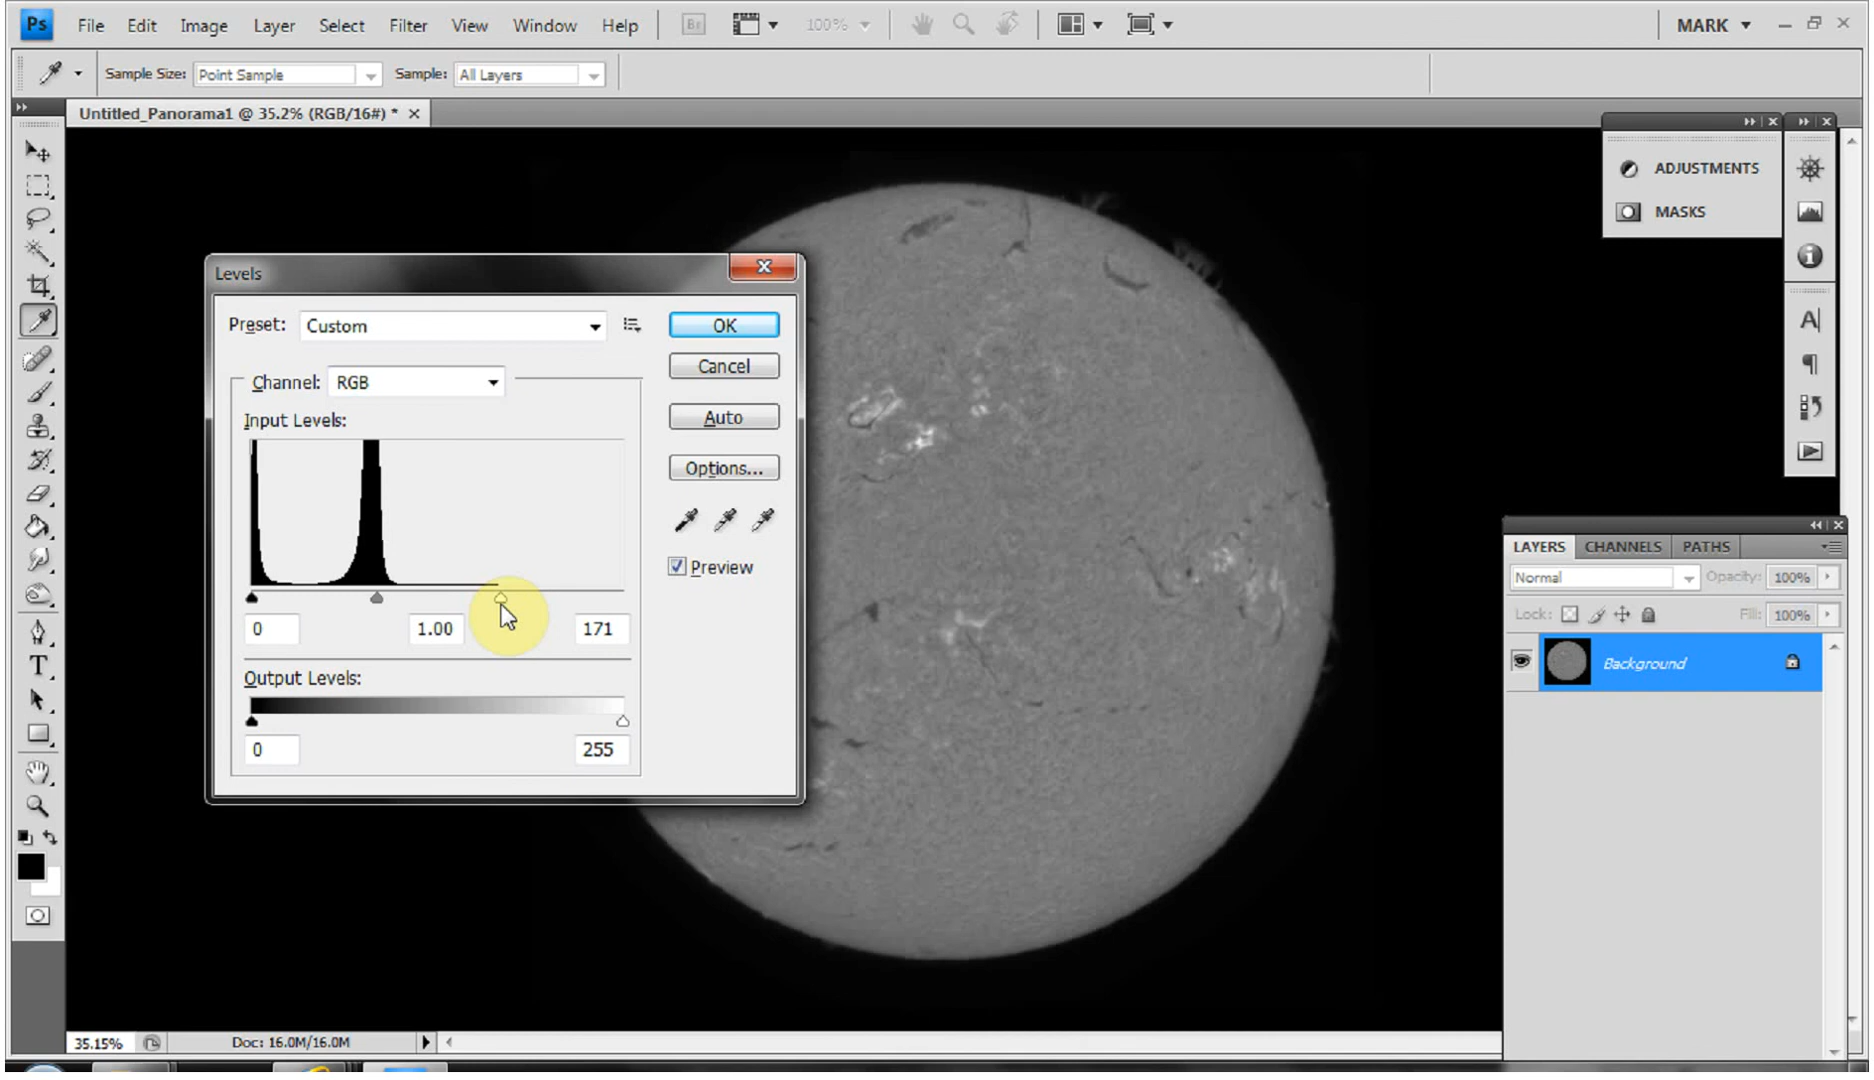 Ps File Edit Image Layer Select Filter View Window Help Br 100% MARK
Sample Size: Point Sample Sample: All Layers
Untitled_Panorama1 @ 35.2% (RGB/16#) *
ADJUSTMENTS
MASKS
Levels
Preset: Custom
OK
Channel: RGB
Cancel
Input Levels:
Auto
Options...
Preview
0 1.00 171
Output Levels:
0 255
LAYERS CHANNELS PATHS
Normal Opacity: 100%
Lock: Fill: 100%
Background
35.15% Doc: 16.0M/16.0M